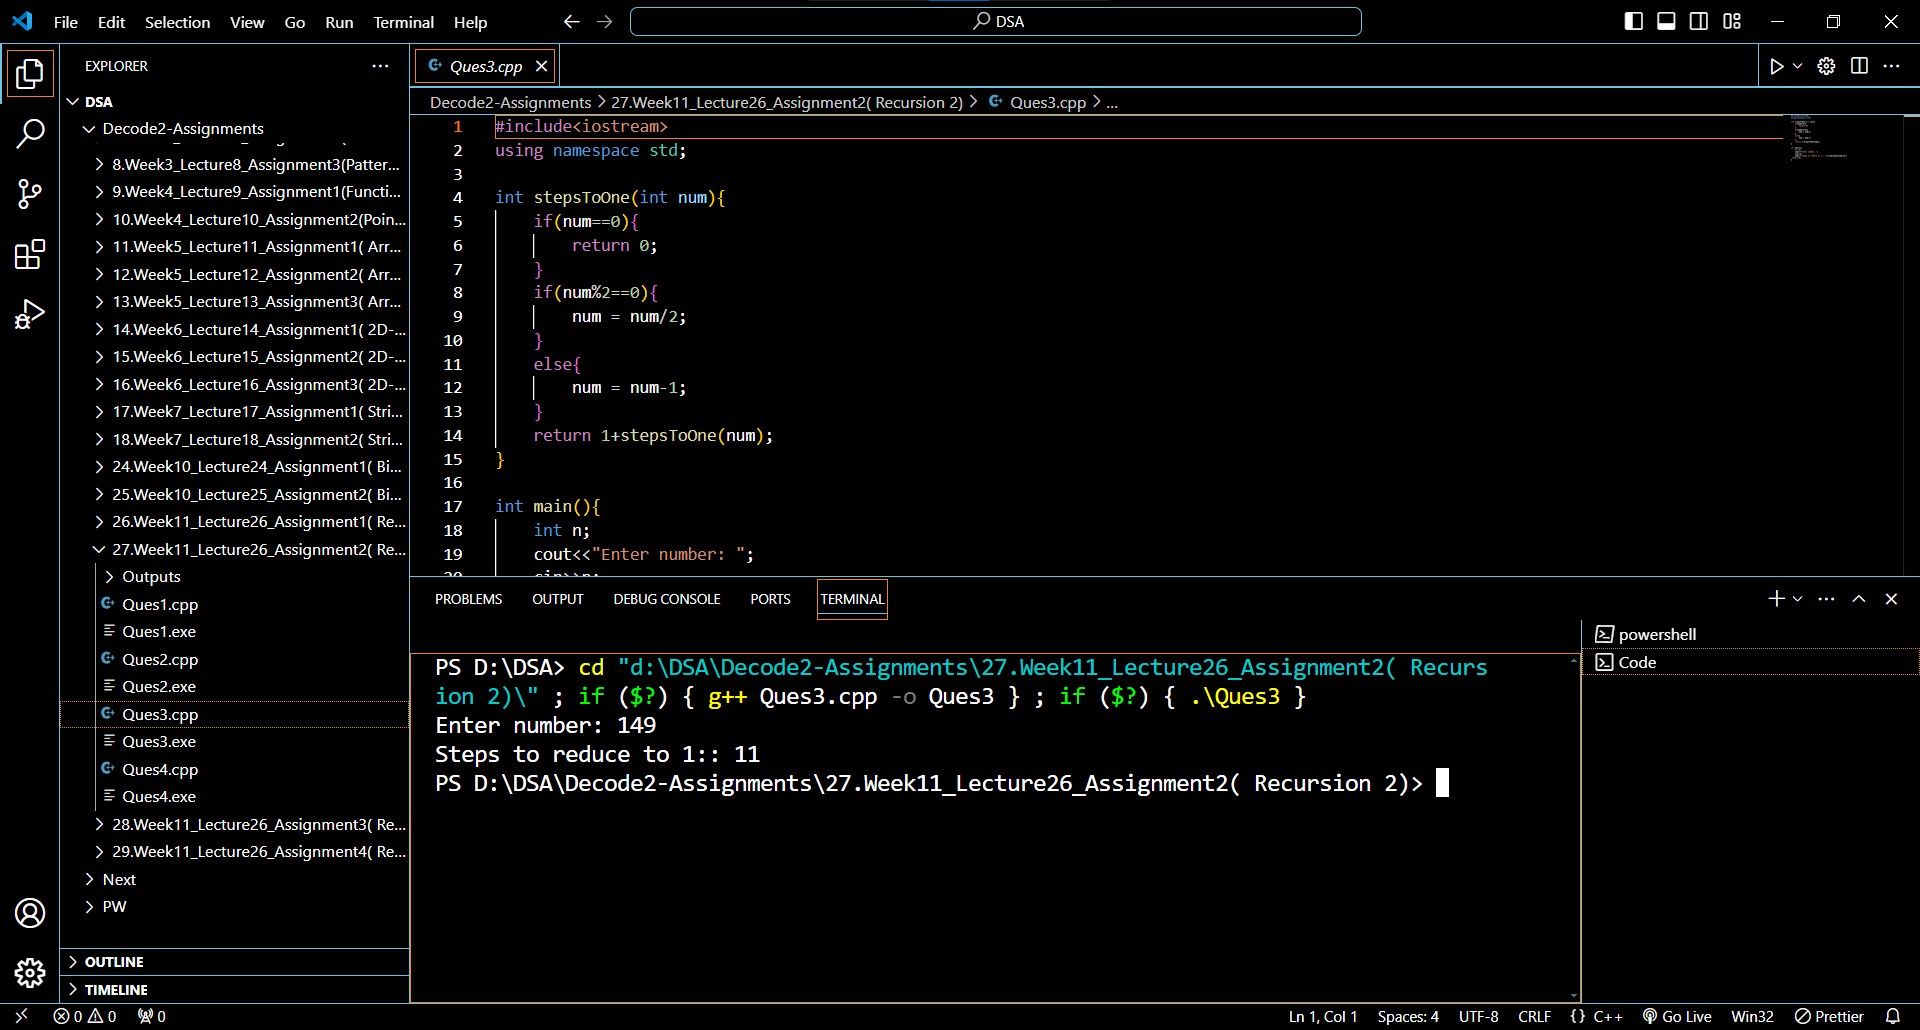 File Edit Selection View Go Run Terminal Help
DSA
EXPLORER
DSA
Decode2-Assignments
8.Week3_Lecture8_Assignment3(Patter...
9.Week4_Lecture9_Assignment1(Functi...
10.Week4_Lecture10_Assignment2(Poin...
11.Week5_Lecture11_Assignment1( Arr...
12.Week5_Lecture12_Assignment2( Arr...
13.Week5_Lecture13_Assignment3( Arr...
14.Week6_Lecture14_Assignment1( 2D-...
15.Week6_Lecture15_Assignment2( 2D-...
16.Week6_Lecture16_Assignment3( 2D-...
17.Week7_Lecture17_Assignment1( Stri...
18.Week7_Lecture18_Assignment2( Stri...
24.Week10_Lecture24_Assignment1( Bi...
25.Week10_Lecture25_Assignment2( Bi...
26.Week11_Lecture26_Assignment1( Re...
27.Week11_Lecture26_Assignment2( Re...
Outputs
Ques1.cpp
Ques1.exe
Ques2.cpp
Ques2.exe
Ques3.cpp
Ques3.exe
Ques4.cpp
Ques4.exe
28.Week11_Lecture26_Assignment3( Re...
29.Week11_Lecture26_Assignment4( Re...
Next
PW
OUTLINE
TIMELINE
Ques3.cpp
Decode2-Assignments > 27.Week11_Lecture26_Assignment2( Recursion 2) > Ques3.cpp > ...
1 #include<iostream>
2 using namespace std;
3
4 int stepsToOne(int num){
5 if(num==0){
6 return 0;
7 }
8 if(num%2==0){
9 num = num/2;
10 }
11 else{
12 num = num-1;
13 }
14 return 1+stepsToOne(num);
15 }
16
17 int main(){
18 int n;
19 cout<<"Enter number: ";
20 cin>>n;
PROBLEMS OUTPUT DEBUG CONSOLE PORTS TERMINAL
PS D:\DSA> cd "d:\DSA\Decode2-Assignments\27.Week11_Lecture26_Assignment2( Recurs
ion 2)\" ; if ($?) { g++ Ques3.cpp -o Ques3 } ; if ($?) { .\Ques3 }
Enter number: 149
Steps to reduce to 1:: 11
PS D:\DSA\Decode2-Assignments\27.Week11_Lecture26_Assignment2( Recursion 2)>
powershell
Code
0 0 0 Ln 1, Col 1 Spaces: 4 UTF-8 CRLF {} C++ Go Live Win32 Prettier